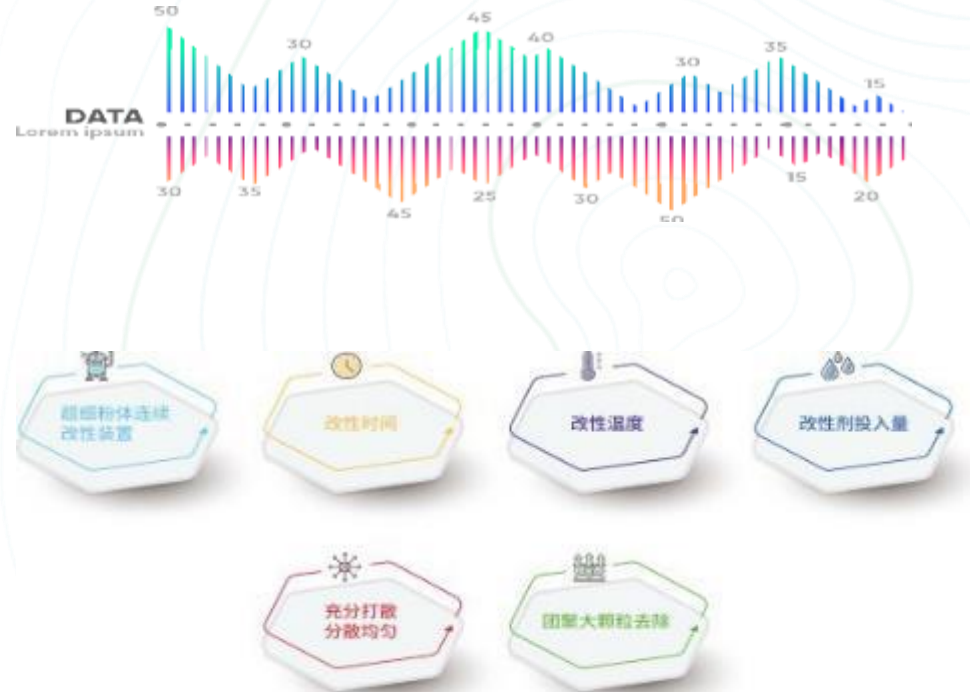 50
45
40
30
30
35
15
DATA
Lorem ipsum
30
35
45
25
30
50
15
20
超细粉体连续
改性装置
改性时间
改性温度
改性剂投入量
充分打散
分散均匀
团聚大颗粒去除